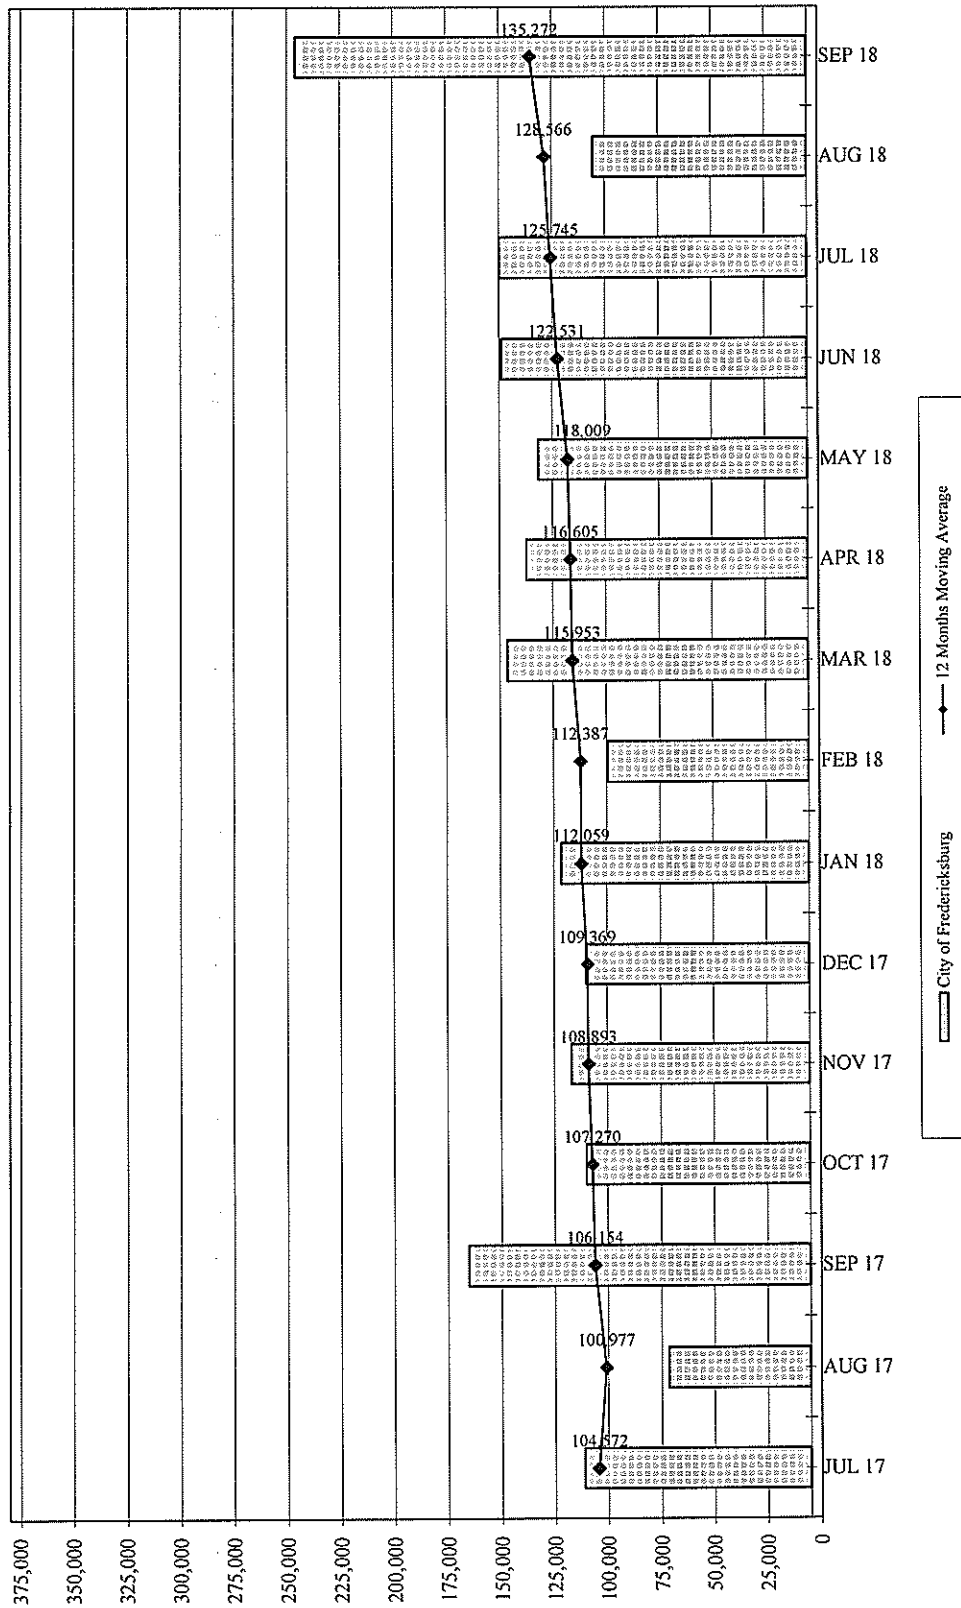 375,000
350,000
325,000
300,000
275,000
250,000
225,000
200,000
175,000
150,000
125,000
100,000
75,000
50,000
25,000
0
104,572
100,977
106,154
107,270
108,893
109,369
112,059
112,387
115,953
116,605
118,009
122,531
125,745
128,566
135,272
JUL 17
AUG 17
SEP 17
OCT 17
NOV 17
DEC 17
JAN 18
FEB 18
MAR 18
APR 18
MAY 18
JUN 18
JUL 18
AUG 18
SEP 18
City of Fredericksburg
12 Months Moving Average